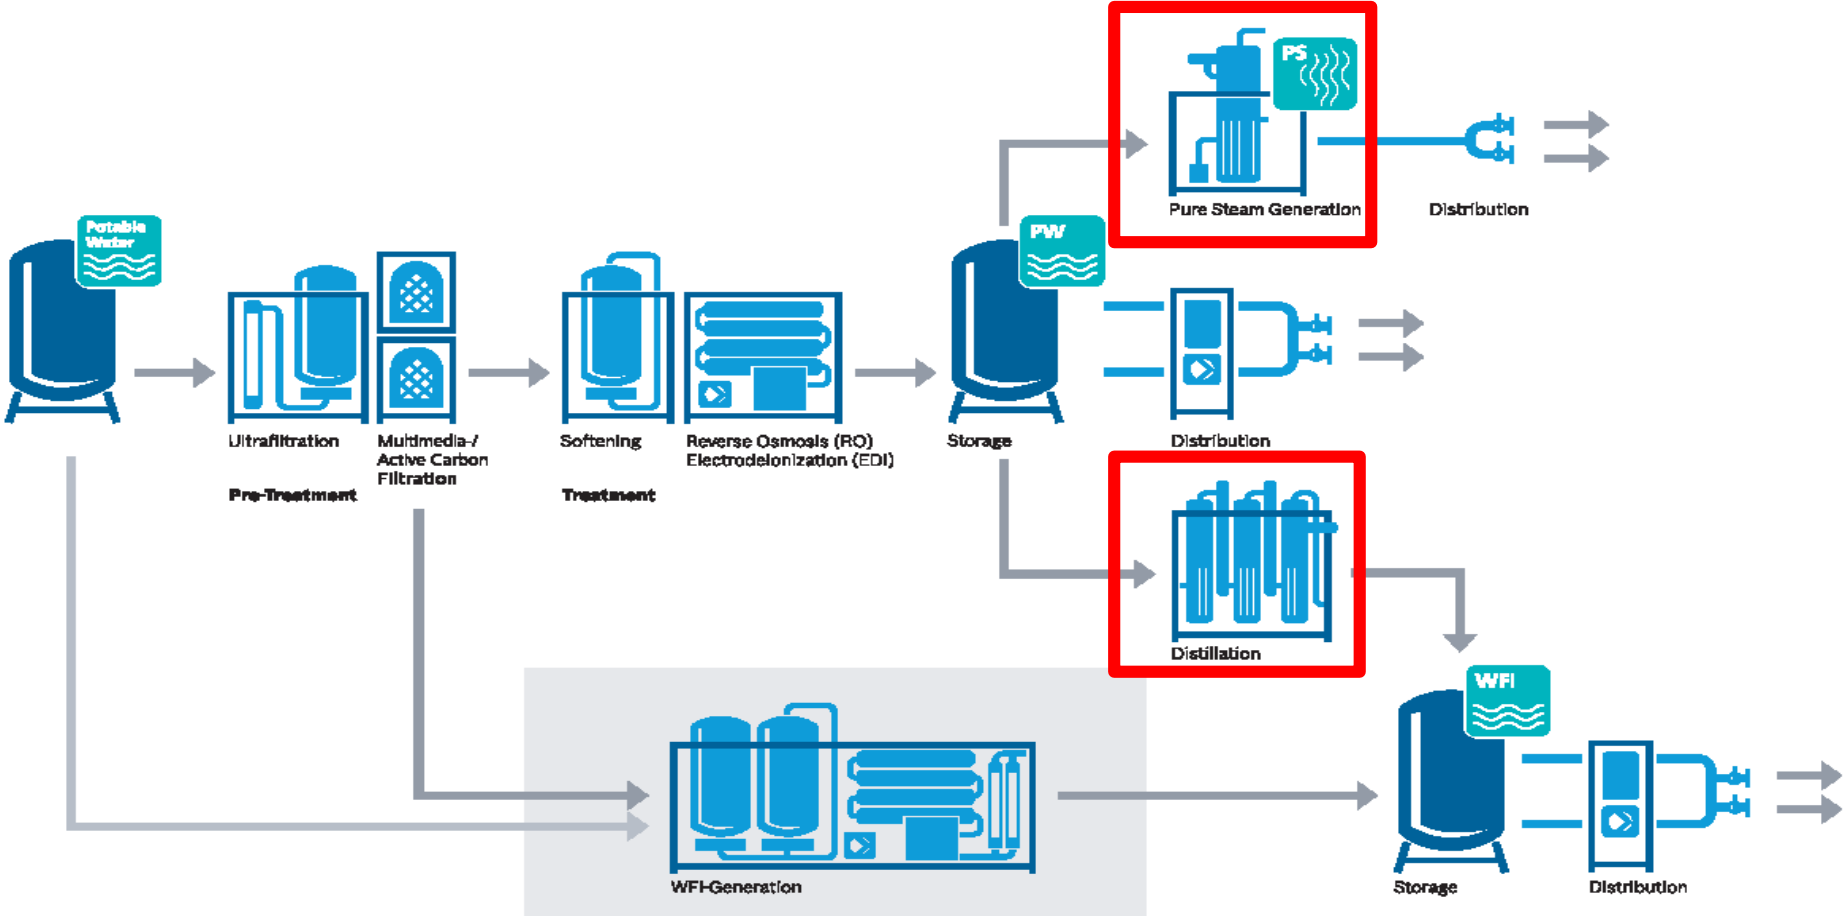 PS
Pure Steam Generation
Distribution
Potable
Water
PW
Ultrafiltration
Multimedia-/
Active Carbon
Filtration
Pre-Treatment
Softening
Treatment
Reverse Osmosis (RO)
Electrodeionization (EDI)
Storage
Distribution
Distillation
WFI
WFI-Generation
Storage
Distribution